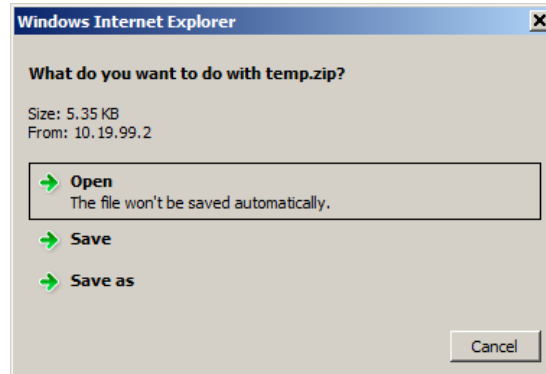 Windows Internet Explorer
What do you want to do with temp.zip?
Size: 5.35 KB
From: 10.19.99.2
Open
The file won't be saved automatically.
Save
Save as
Cancel